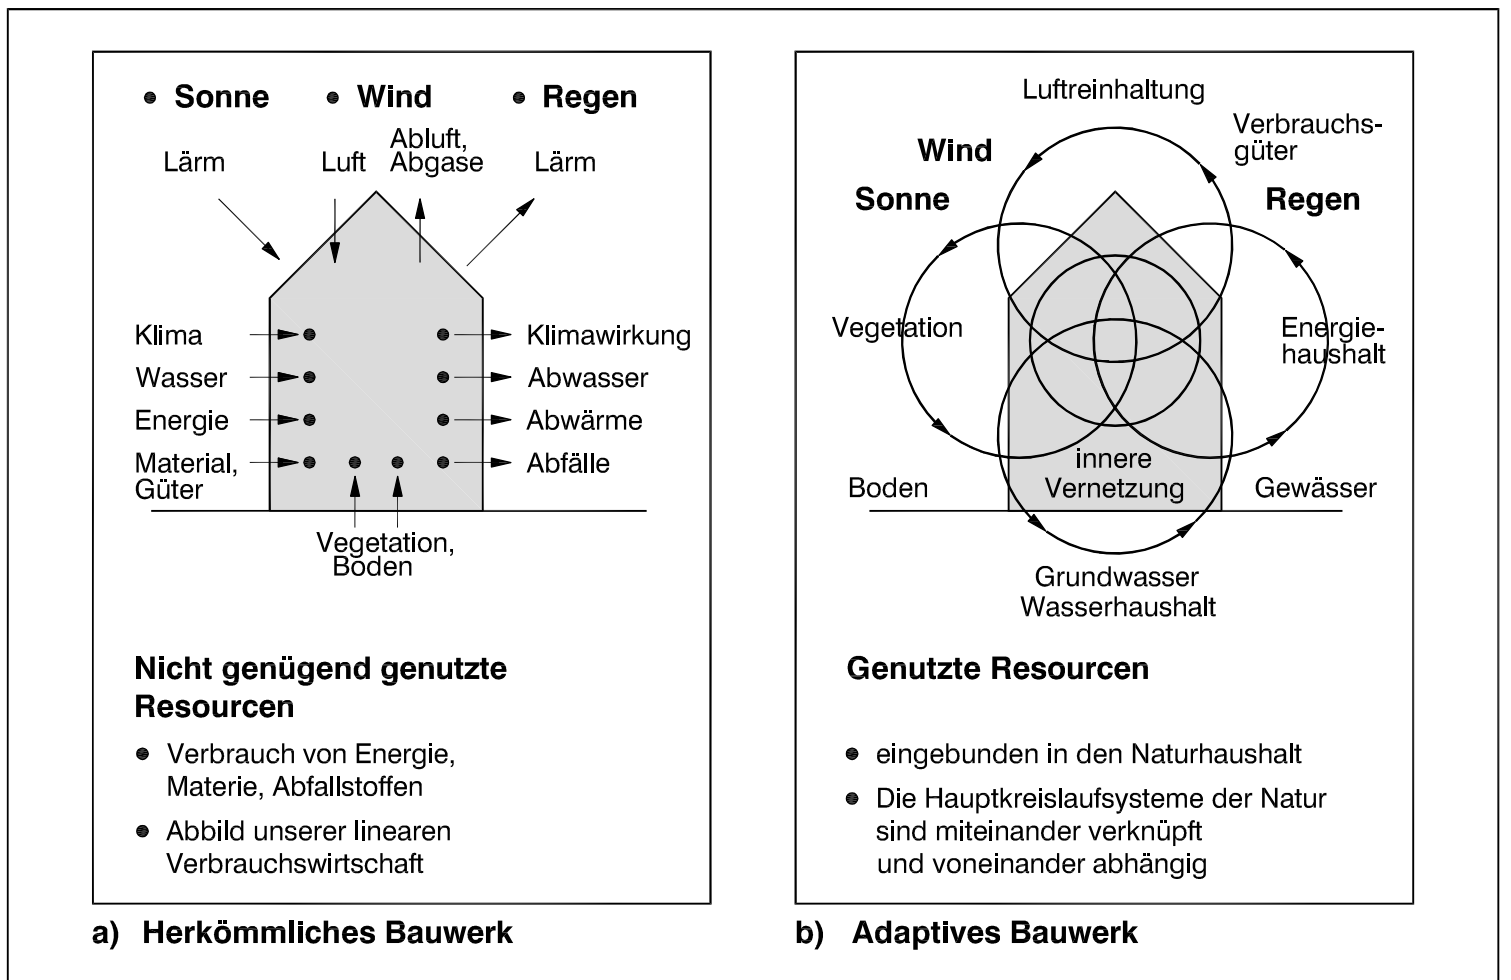 • Sonne • Wind • Regen
Lärm
Luft
Abluft,
Abgase
Lärm
Klima
Wasser
Energie
Material,
Güter
Klimawirkung
Abwasser
Abwärme
Abfälle
Vegetation,
Boden
Nicht genügend genutzte
Resourcen
• Verbrauch von Energie,
Materie, Abfallstoffen
• Abbild unserer linearen
Verbrauchswirtschaft
a) Herkömmliches Bauwerk
Luftreinhaltung
Wind
Verbrauchs-
güter
Sonne
Regen
Vegetation
Energie-
haushalt
innere
Vernetzung
Boden
Gewässer
Grundwasser
Wasserhaushalt
Genutzte Resourcen
• eingebunden in den Naturhaushalt
• Die Hauptkreislaufsysteme der Natur
sind miteinander verknüpft
und voneinander abhängig
b) Adaptives Bauwerk